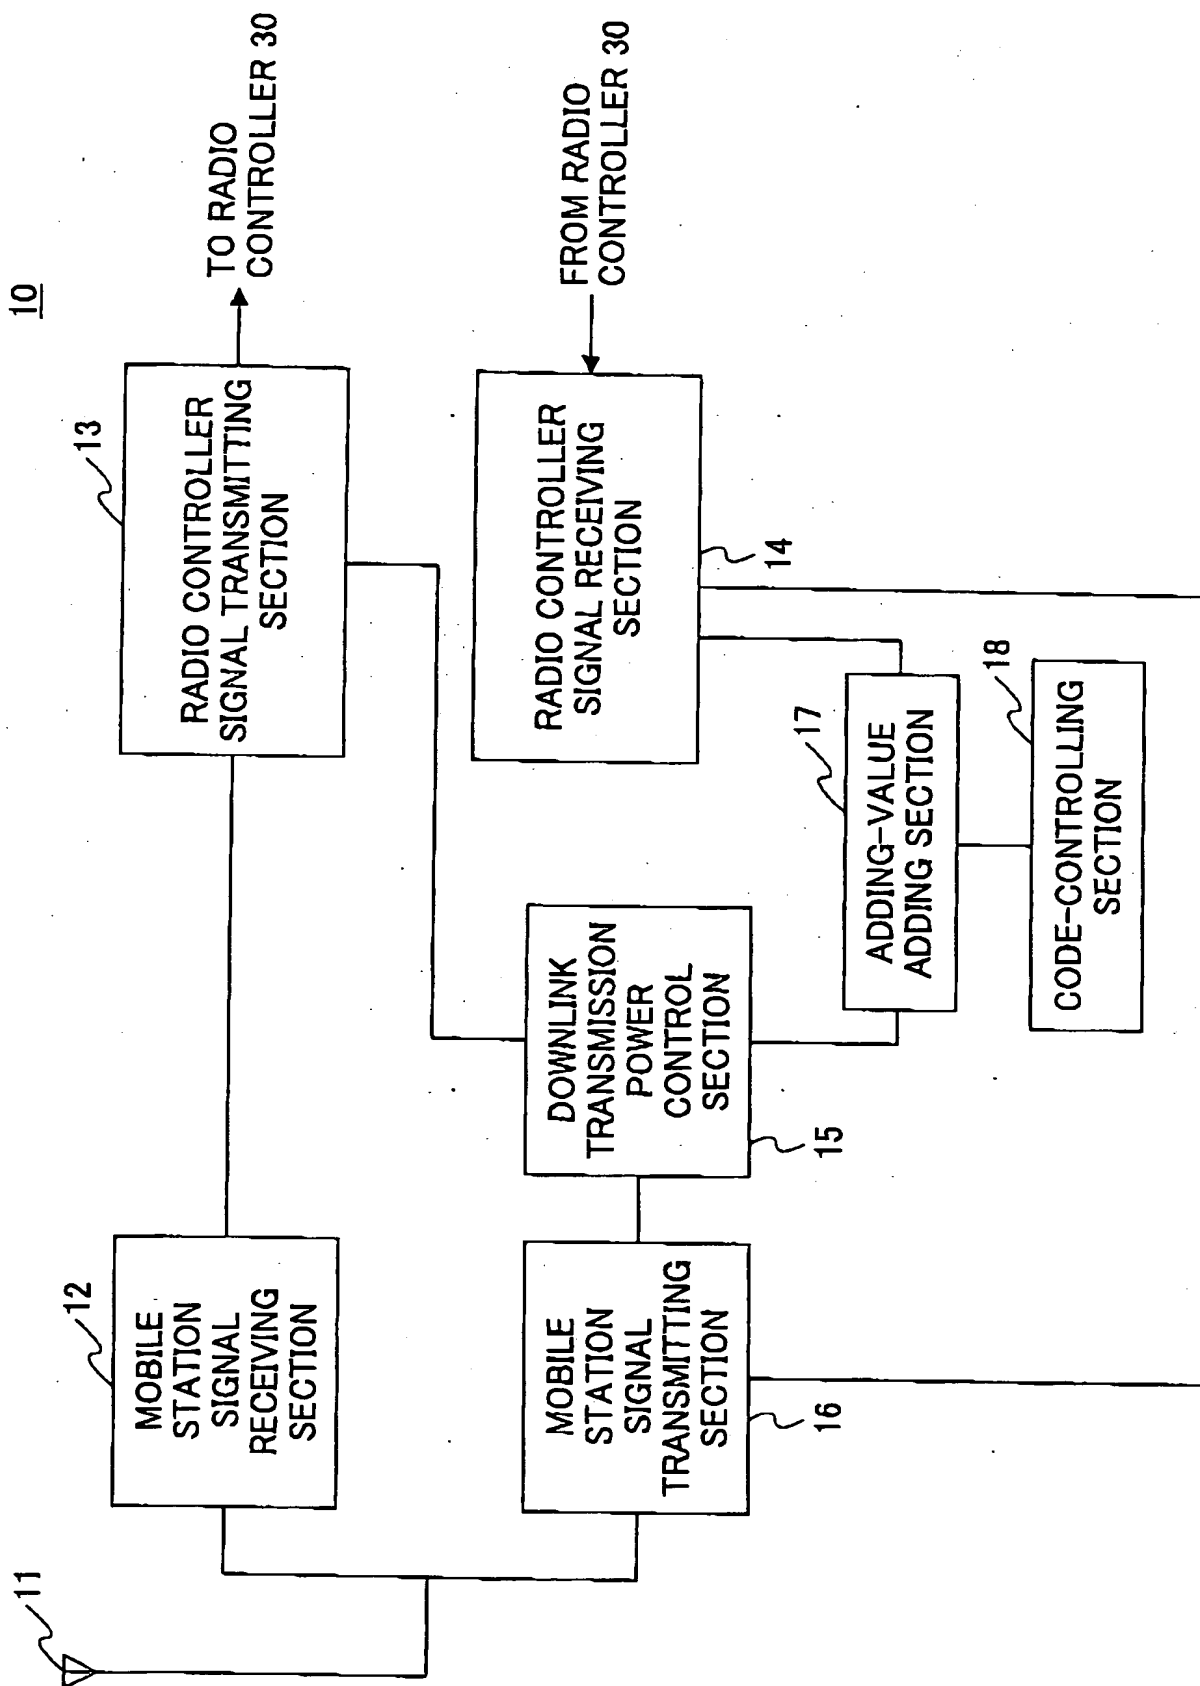 10
11
12
MOBILE
STATION
SIGNAL
RECEIVING
SECTION
13
RADIO CONTROLLER
SIGNAL TRANSMITTING
SECTION
TO RADIO
CONTROLLER 30
MOBILE
STATION
SIGNAL
TRANSMITTING
SECTION
16
DOWNLINK
TRANSMISSION
POWER
CONTROL
SECTION
15
RADIO CONTROLLER
SIGNAL RECEIVING
SECTION
14
FROM RADIO
CONTROLLER 30
17
ADDING-VALUE
ADDING SECTION
18
CODE-CONTROLLING
SECTION